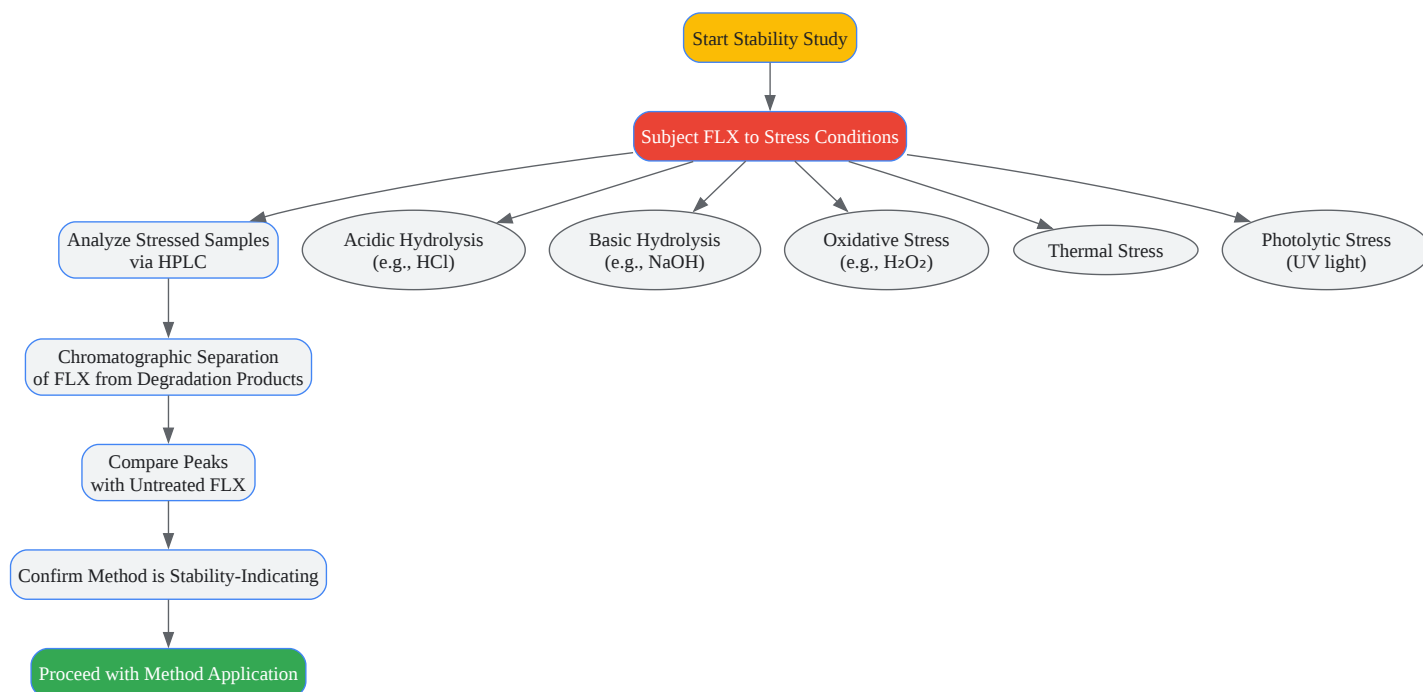 Start Stability Study
Subject FLX to Stress Conditions
Analyze Stressed Samples
via HPLC
Acidic Hydrolysis
(e.g., HCl)
Basic Hydrolysis
(e.g., NaOH)
Oxidative Stress
(e.g., H₂O₂)
Thermal Stress
Photolytic Stress
(UV light)
Chromatographic Separation
of FLX from Degradation Products
Compare Peaks
with Untreated FLX
Confirm Method is Stability-Indicating
Proceed with Method Application